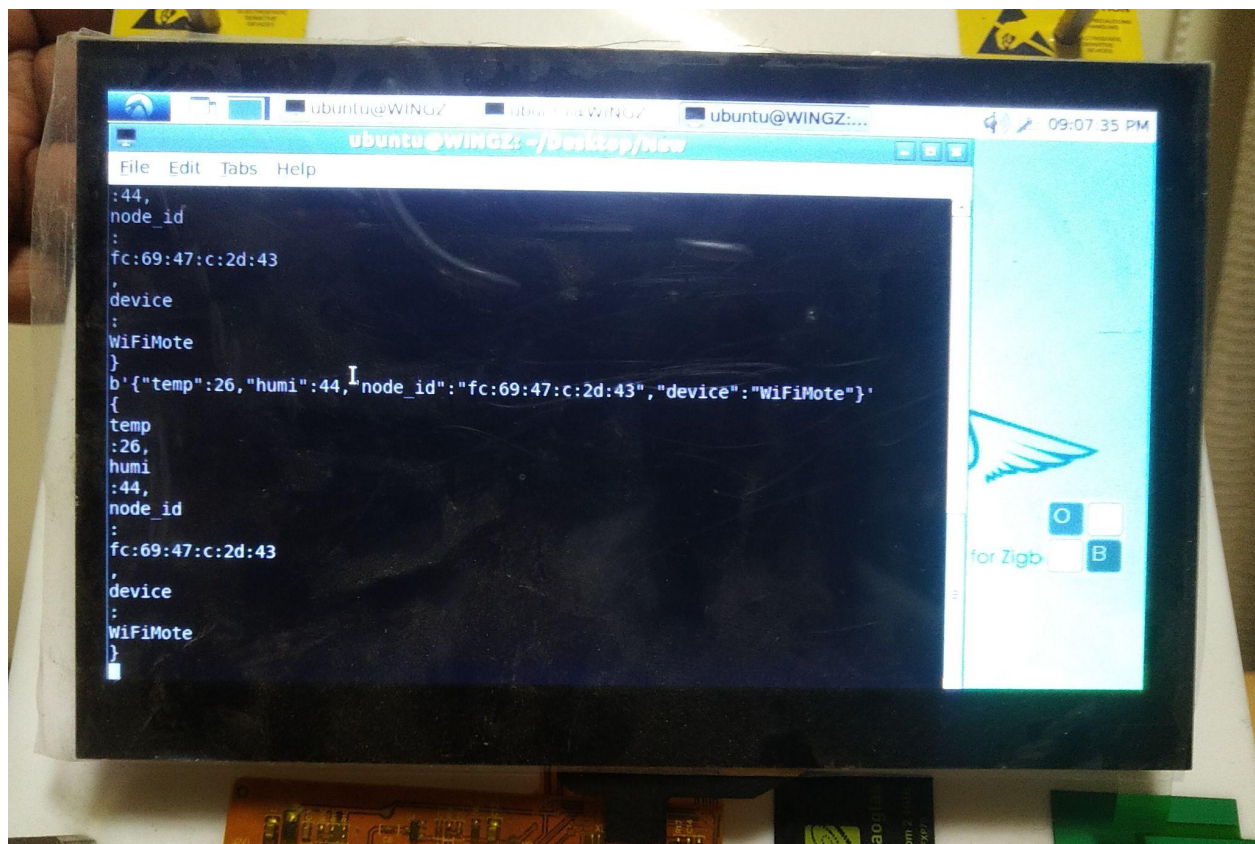 ubuntu@WINGZ
ubuntu@WINGZ
ubuntu@WINGZ:...
09:07:35 PM
ubuntu@WINGZ: ~/Desktop/New
File Edit Tabs Help
:44,
node_id
:
fc:69:47:c:2d:43
,
device
:
WiFiMote
}
b'{"temp":26,"humi":44,"node_id":"fc:69:47:c:2d:43","device":"WiFiMote"}'
{
temp
:26,
humi
:44,
node_id
:
fc:69:47:c:2d:43
,
device
:
WiFiMote
}
O
for Zigb
B